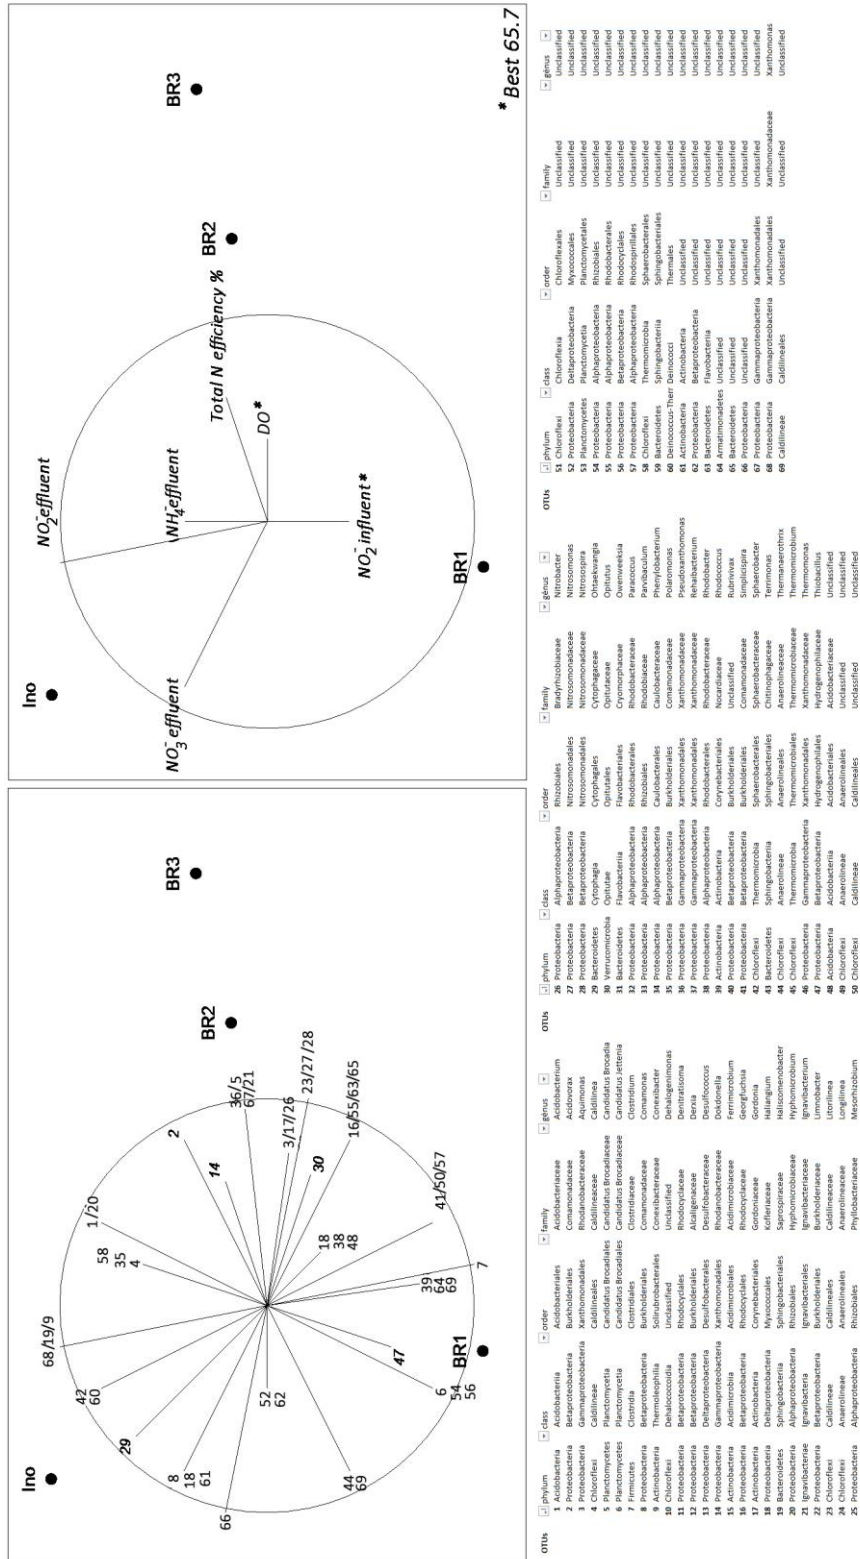 Ino
BR3
BR2
BR1
68/19/9
42
60
58
35
4
1/20
2
14
36/5
67/21
3/17/26
23/27/28
30
16/55/63/65
18
38
48
41/50/57
7
39
64
69
47
6
54
56
44
69
52
62
66
8
18
61
29
Ino
BR3
BR2
BR1
NO2- effluent
NO3- effluent
NH4- effluent
Total N efficiency %
DO*
NO2- influent*
* Best 65.7
OTUs phylum class order family génus
1 Acidobacteria Acidobacteriia Acidobacteriales Acidobacteriaceae Acidobacterium
2 Proteobacteria Betaproteobacteria Burkholderiales Comamonadaceae Acidovorax
3 Proteobacteria Gammaproteobacteria Xanthomonadales Rhodanobacteraceae Aquimonas
4 Chloroflexi Caldilineae Caldilineales Caldilineaceae Caldilinea
5 Planctomycetes Planctomycetia Candidatus Brocadiales Candidatus Brocadiaceae Candidatus Brocadia
6 Planctomycetes Planctomycetia Candidatus Brocadiales Candidatus Brocadiaceae Candidatus Jettenia
7 Firmicutes Clostridia Clostridiales Clostridiaceae Clostridium
8 Proteobacteria Betaproteobacteria Burkholderiales Comamonadaceae Comamonas
9 Actinobacteria Thermoleophilia Solirubrobacterales Conexibacteraceae Conexibacter
10 Chloroflexi Dehalococcoidia Unclassified Unclassified Dehalogenimonas
11 Proteobacteria Betaproteobacteria Rhodocyclales Rhodocyclaceae Denitratisoma
12 Proteobacteria Betaproteobacteria Burkholderiales Alcaligenaceae Derxia
13 Proteobacteria Deltaproteobacteria Desulfobacterales Desulfobacteraceae Desulfococcus
14 Proteobacteria Gammaproteobacteria Xanthomonadales Rhodanobacteraceae Dokdonella
15 Actinobacteria Acidimicrobiia Acidimicrobiales Acidimicrobiaceae Ferrimicrobium
16 Proteobacteria Betaproteobacteria Rhodocyclales Rhodocyclaceae Georgfuchsia
17 Actinobacteria Actinobacteria Corynebacteriales Gordoniaceae Gordonia
18 Proteobacteria Deltaproteobacteria Myxococcales Kofleriaceae Haliangium
19 Bacteroidetes Sphingobacteriia Sphingobacteriales Saprospiraceae Haliscomenobacter
20 Proteobacteria Alphaproteobacteria Rhizobiales Hyphomicrobiaceae Hyphomicrobium
21 Ignavibacteriae Ignavibacteria Ignavibacteriales Ignavibacteriaceae Ignavibacterium
22 Proteobacteria Betaproteobacteria Burkholderiales Burkholderiaceae Limnobacter
23 Chloroflexi Caldilineae Caldilineales Caldilineaceae Litorilinea
24 Chloroflexi Anaerolineae Anaerolineales Anaerolineaceae Longilinea
25 Proteobacteria Alphaproteobacteria Rhizobiales Phyllobacteriaceae Mesorhizobium
OTUs phylum class order family génus
26 Proteobacteria Alphaproteobacteria Rhizobiales Bradyrhizobiaceae Nitrobacter
27 Proteobacteria Betaproteobacteria Nitrosomonadales Nitrosomonadaceae Nitrosomonas
28 Proteobacteria Betaproteobacteria Nitrosomonadales Nitrosomonadaceae Nitrosospira
29 Bacteroidetes Cytophagia Cytophagales Cytophagaceae Ohtaekwangia
30 Verrucomicrobia Opitutae Opitutales Opitutaceae Opitutus
31 Bacteroidetes Flavobacteriia Flavobacteriales Cryomorphaceae Owenweeksia
32 Proteobacteria Alphaproteobacteria Rhodobacterales Rhodobacteraceae Paracoccus
33 Proteobacteria Alphaproteobacteria Rhizobiales Rhodobiaceae Parvibaculum
34 Proteobacteria Alphaproteobacteria Caulobacterales Caulobacteraceae Phenylobacterium
35 Proteobacteria Betaproteobacteria Burkholderiales Comamonadaceae Polaromonas
36 Proteobacteria Gammaproteobacteria Xanthomonadales Xanthomonadaceae Pseudoxanthomonas
37 Proteobacteria Gammaproteobacteria Xanthomonadales Xanthomonadaceae Rehaibacterium
38 Proteobacteria Alphaproteobacteria Rhodobacterales Rhodobacteraceae Rhodobacter
39 Actinobacteria Actinobacteria Corynebacteriales Nocardiaceae Rhodococcus
40 Proteobacteria Betaproteobacteria Burkholderiales Unclassified Rubrivivax
41 Proteobacteria Betaproteobacteria Burkholderiales Comamonadaceae Simplicispira
42 Chloroflexi Thermomicrobia Sphaerobacterales Sphaerobacteraceae Sphaerobacter
43 Bacteroidetes Sphingobacteriia Sphingobacteriales Chitinophagaceae Terrimonas
44 Chloroflexi Anaerolineae Anaerolineales Anaerolineaceae Thermanaerothrix
45 Chloroflexi Thermomicrobia Thermomicrobiales Thermomicrobiaceae Thermomicrobium
46 Proteobacteria Gammaproteobacteria Xanthomonadales Xanthomonadaceae Thermomonas
47 Proteobacteria Betaproteobacteria Hydrogenophilales Hydrogenophilaceae Thiobacillus
48 Acidobacteria Acidobacteriia Acidobacteriales Acidobacteriaceae Unclassified
49 Chloroflexi Anaerolineae Anaerolineales Unclassified Unclassified
50 Chloroflexi Caldilineae Caldilineales Unclassified Unclassified
OTUs phylum class order family génus
51 Chloroflexi Chloroflexia Chloroflexales Unclassified Unclassified
52 Proteobacteria Deltaproteobacteria Myxococcales Unclassified Unclassified
53 Planctomycetes Planctomycetia Planctomycetales Unclassified Unclassified
54 Proteobacteria Alphaproteobacteria Rhizobiales Unclassified Unclassified
55 Proteobacteria Alphaproteobacteria Rhodobacterales Unclassified Unclassified
56 Proteobacteria Betaproteobacteria Rhodocyclales Unclassified Unclassified
57 Proteobacteria Alphaproteobacteria Rhodospirillales Unclassified Unclassified
58 Chloroflexi Thermomicrobia Sphaerobacterales Unclassified Unclassified
59 Bacteroidetes Sphingobacteriia Sphingobacteriales Unclassified Unclassified
60 Deinococcus-Therr Deinococci Thermales Unclassified Unclassified
61 Actinobacteria Actinobacteria Unclassified Unclassified Unclassified
62 Proteobacteria Betaproteobacteria Unclassified Unclassified Unclassified
63 Bacteroidetes Flavobacteriia Unclassified Unclassified Unclassified
64 Armatimonadetes Unclassified Unclassified Unclassified Unclassified
65 Bacteroidetes Unclassified Unclassified Unclassified Unclassified
66 Proteobacteria Unclassified Unclassified Unclassified Unclassified
67 Proteobacteria Gammaproteobacteria Xanthomonadales Unclassified Unclassified
68 Proteobacteria Gammaproteobacteria Xanthomonadales Xanthomonadaceae Xanthomonas
69 Caldilineae Caldilineales Unclassified Unclassified Unclassified